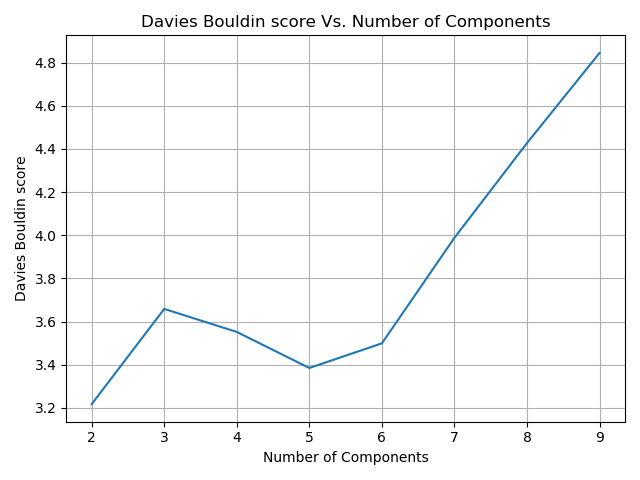 Davies Bouldin score Vs. Number of Components
Davies Bouldin score
4.8
4.6
4.4
4.2
4.0
3.8
3.6
3.4
3.2
2 3 4 5 6 7 8 9
Number of Components